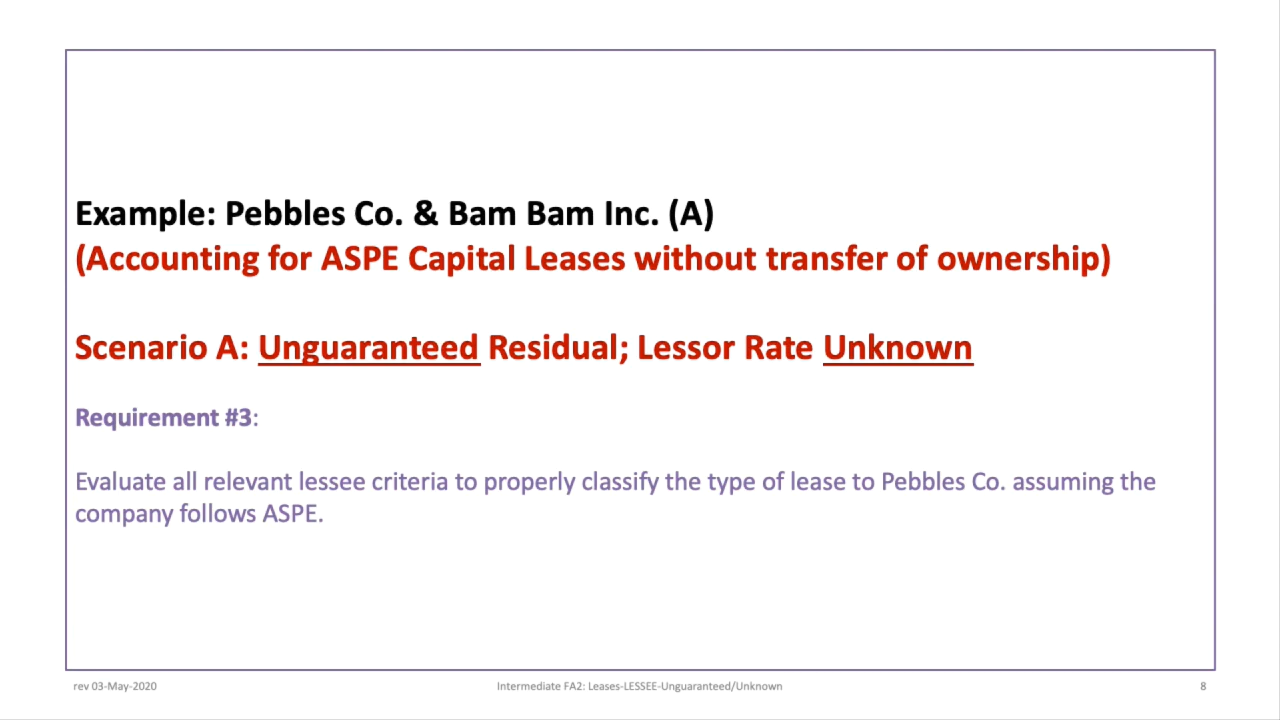 Example: Pebbles Co. & Bam Bam Inc. (A)
(Accounting for ASPE Capital Leases without transfer of ownership)
Scenario A: Unguaranteed Residual; Lessor Rate Unknown
Requirement #3:
Evaluate all relevant lessee criteria to properly classify the type of lease to Pebbles Co. assuming the
company follows ASPE.
rev 03-May-2020
Intermediate FA2: Leases-LESSEE-Unguaranteed/Unknown
8